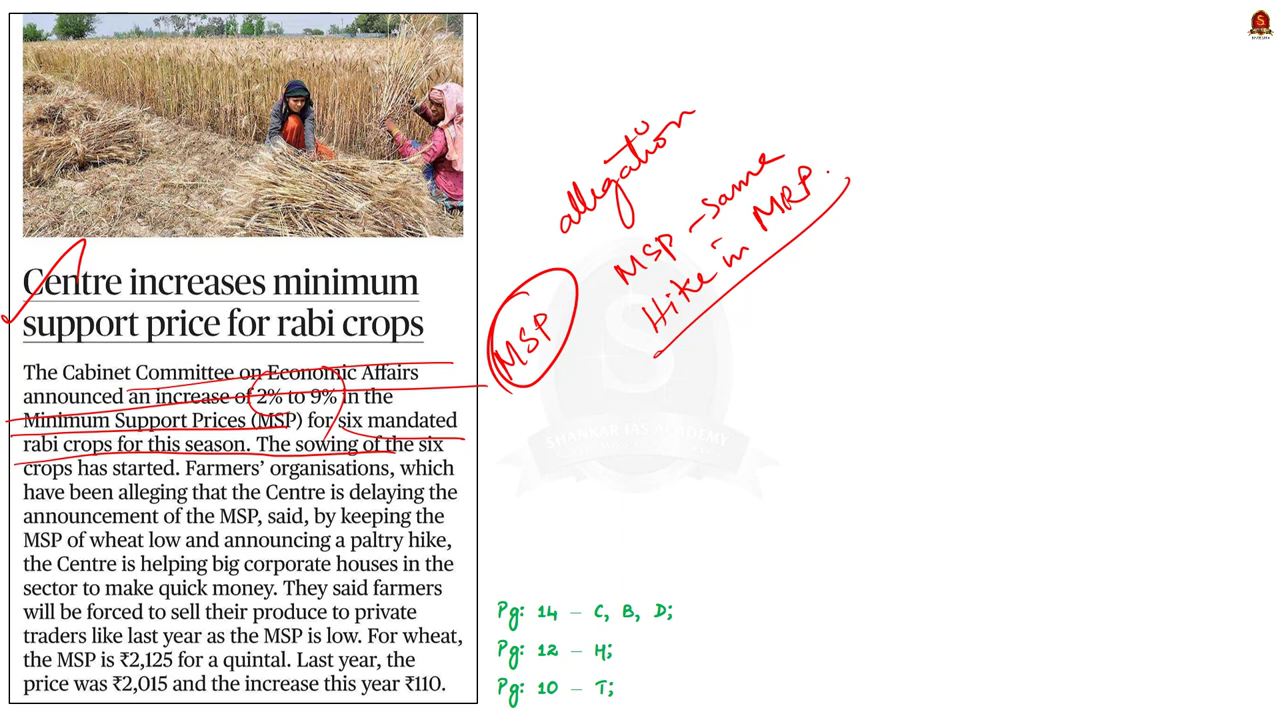 Centre increases minimum
support price for rabi crops
The Cabinet Committee on Economic Affairs
announced an increase of 2% to 9% in the
Minimum Support Prices (MSP) for six mandated
rabi crops for this season. The sowing of the six
crops has started. Farmers’ organisations, which
have been alleging that the Centre is delaying the
announcement of the MSP, said, by keeping the
MSP of wheat low and announcing a paltry hike,
the Centre is helping big corporate houses in the
sector to make quick money. They said farmers
will be forced to sell their produce to private
traders like last year as the MSP is low. For wheat,
the MSP is ₹2,125 for a quintal. Last year, the
price was ₹2,015 and the increase this year ₹110.
MSP
allegation
MSP - same
Hike in MRP.
SHANKAR IAS ACADEMY
Pg: 14 – C, B, D;
Pg: 12 – H;
Pg: 10 – T;